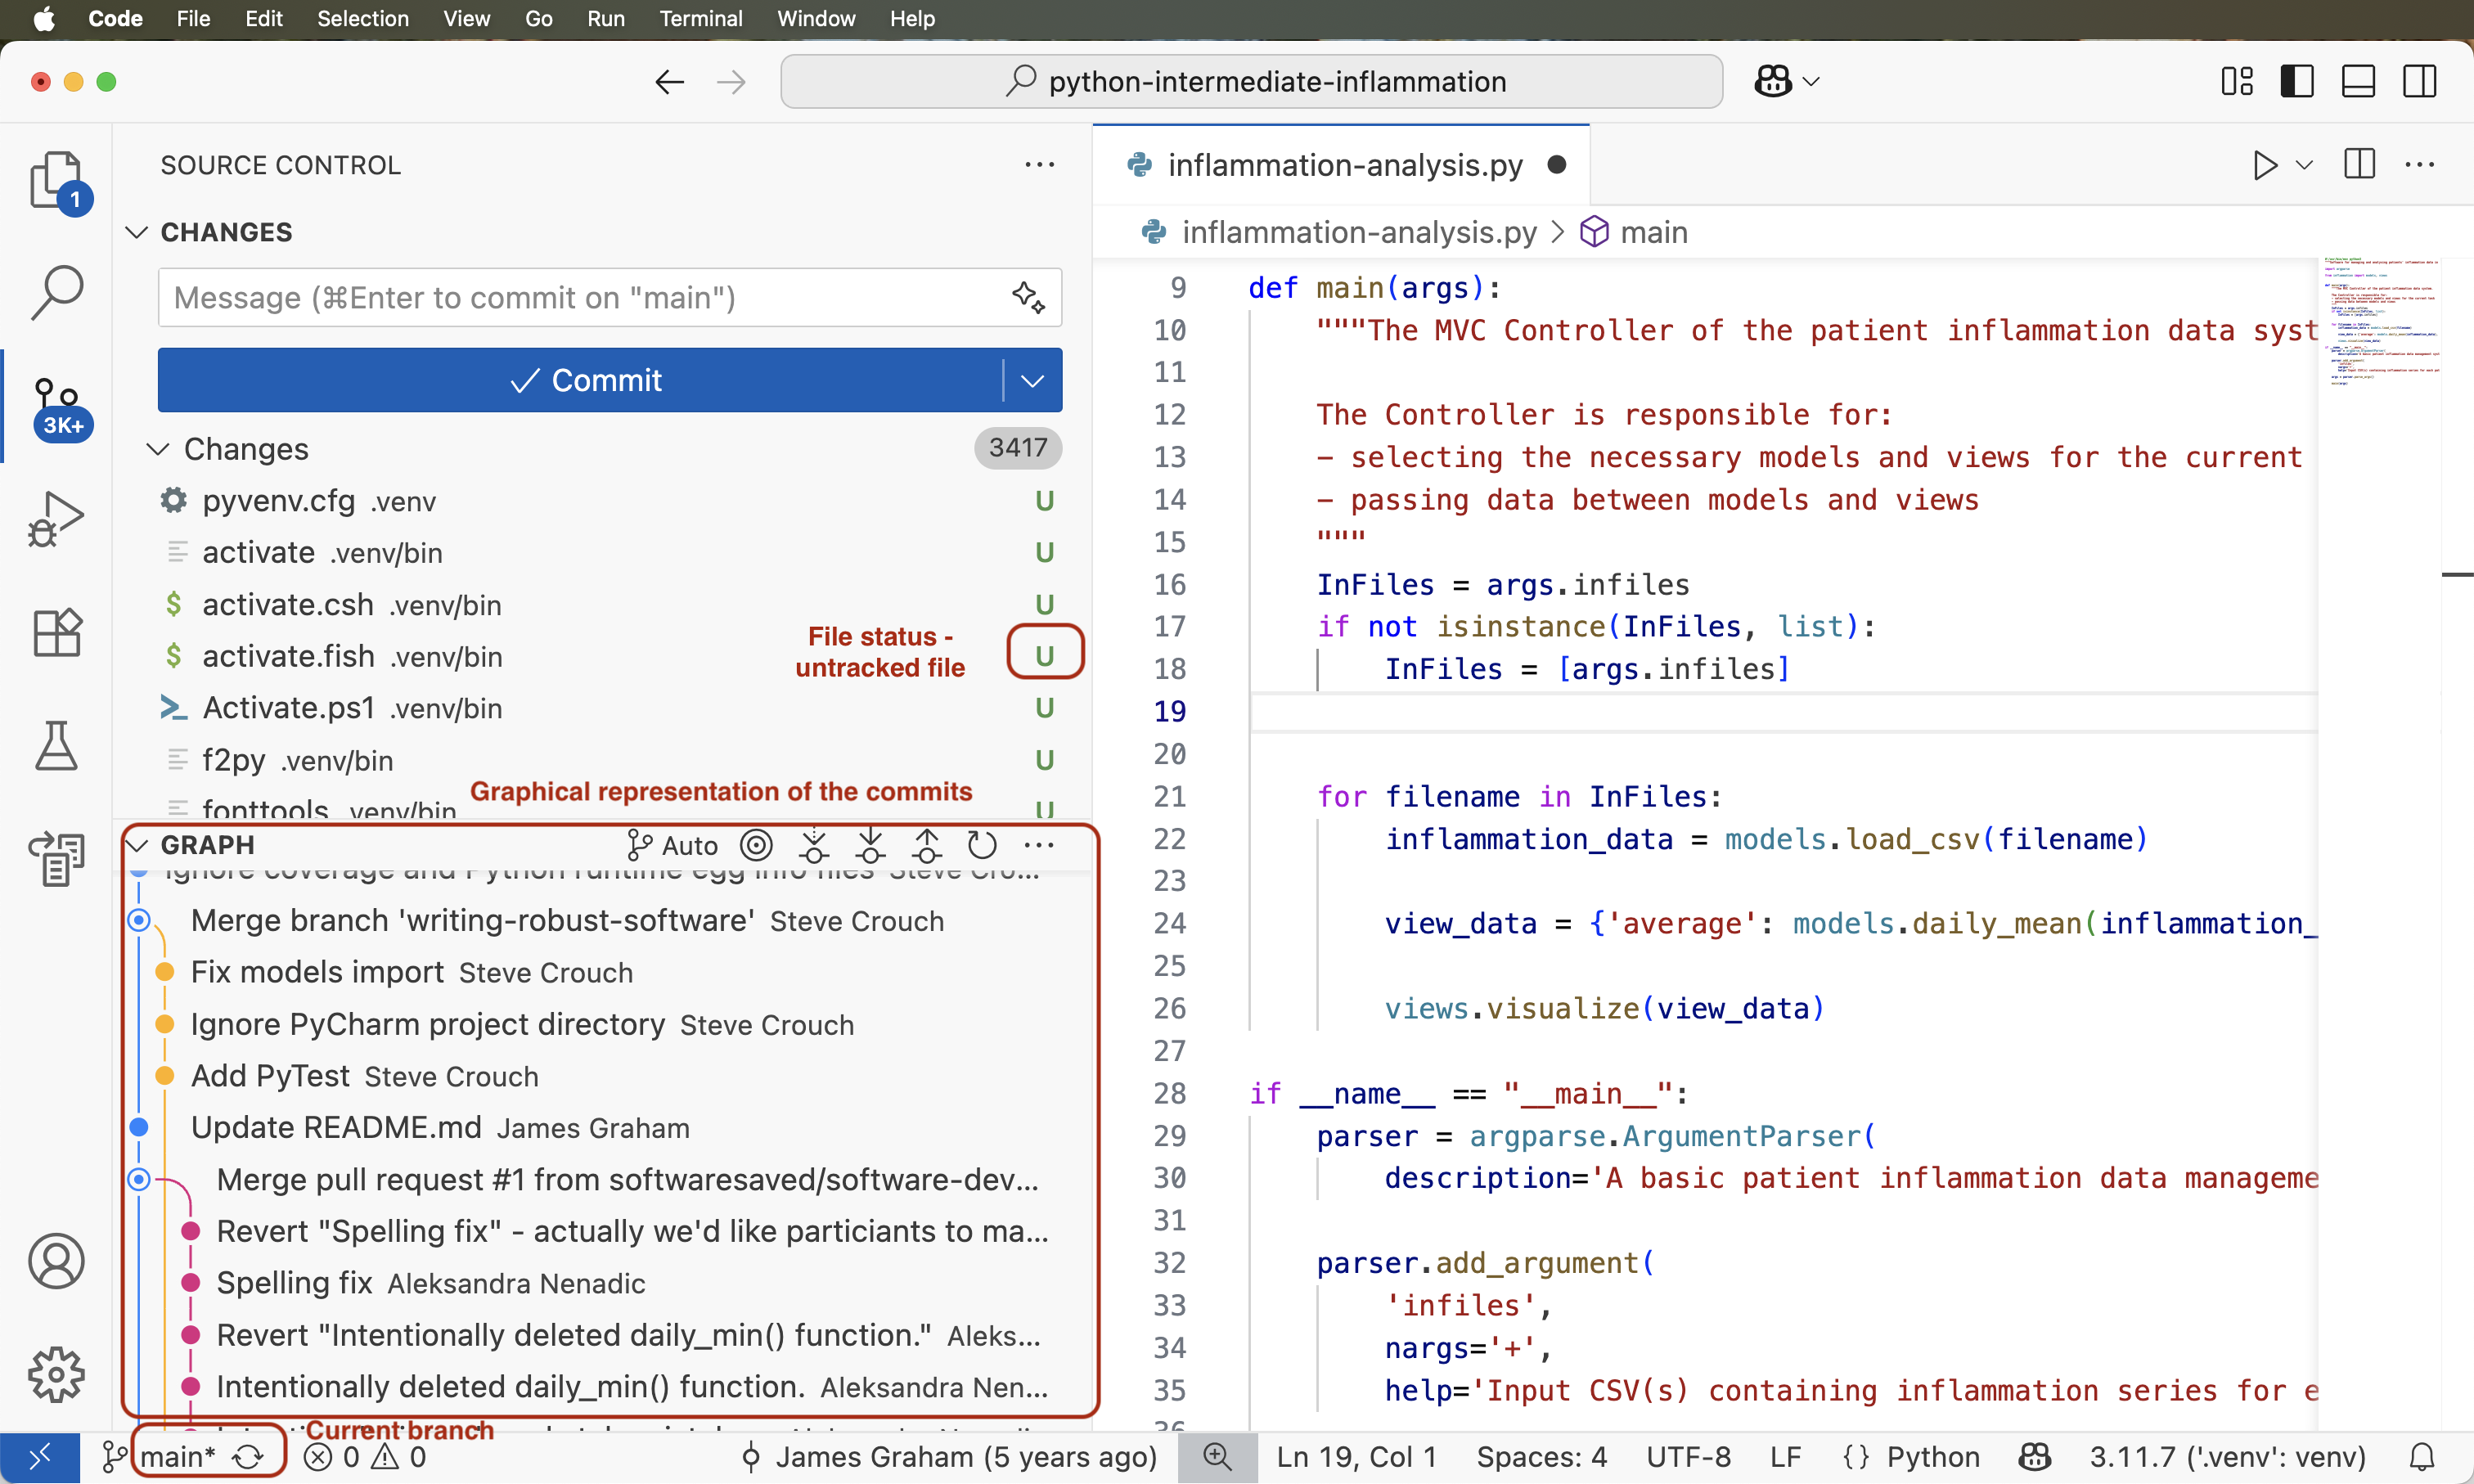 Code File Edit Selection View Go Run Terminal Window Help
python-intermediate-inflammation
1
3K+
SOURCE CONTROL
CHANGES
Message (⌘Enter to commit on "main")
Commit
Changes 3417
pyvenv.cfg .venv U
activate .venv/bin U
activate.csh .venv/bin U
activate.fish .venv/bin U
File status -
untracked file
Activate.ps1 .venv/bin U
f2py .venv/bin U
fonttools .venv/bin U
Graphical representation of the commits
GRAPH Auto
Ignore coverage and Python runtime egg info files Steve Cro...
Merge branch 'writing-robust-software' Steve Crouch
Fix models import Steve Crouch
Ignore PyCharm project directory Steve Crouch
Add PyTest Steve Crouch
Update README.md James Graham
Merge pull request #1 from softwaresaved/software-dev...
Revert "Spelling fix" - actually we'd like particiants to ma...
Spelling fix Aleksandra Nenadic
Revert "Intentionally deleted daily_min() function." Aleks...
Intentionally deleted daily_min() function. Aleksandra Nen...
Current branch
inflammation-analysis.py
inflammation-analysis.py > main
9 def main(args):
10 """The MVC Controller of the patient inflammation data syst
11
12 The Controller is responsible for:
13 - selecting the necessary models and views for the current
14 - passing data between models and views
15 """
16 InFiles = args.infiles
17 if not isinstance(InFiles, list):
18 InFiles = [args.infiles]
19
20
21 for filename in InFiles:
22 inflammation_data = models.load_csv(filename)
23
24 view_data = {'average': models.daily_mean(inflammation_
25
26 views.visualize(view_data)
27
28 if __name__ == "__main__":
29 parser = argparse.ArgumentParser(
30 description='A basic patient inflammation data manageme
31
32 parser.add_argument(
33 'infiles',
34 nargs='+',
35 help='Input CSV(s) containing inflammation series for e
36
main* 0 0 James Graham (5 years ago) Ln 19, Col 1 Spaces: 4 UTF-8 LF {} Python 3.11.7 ('.venv': venv)